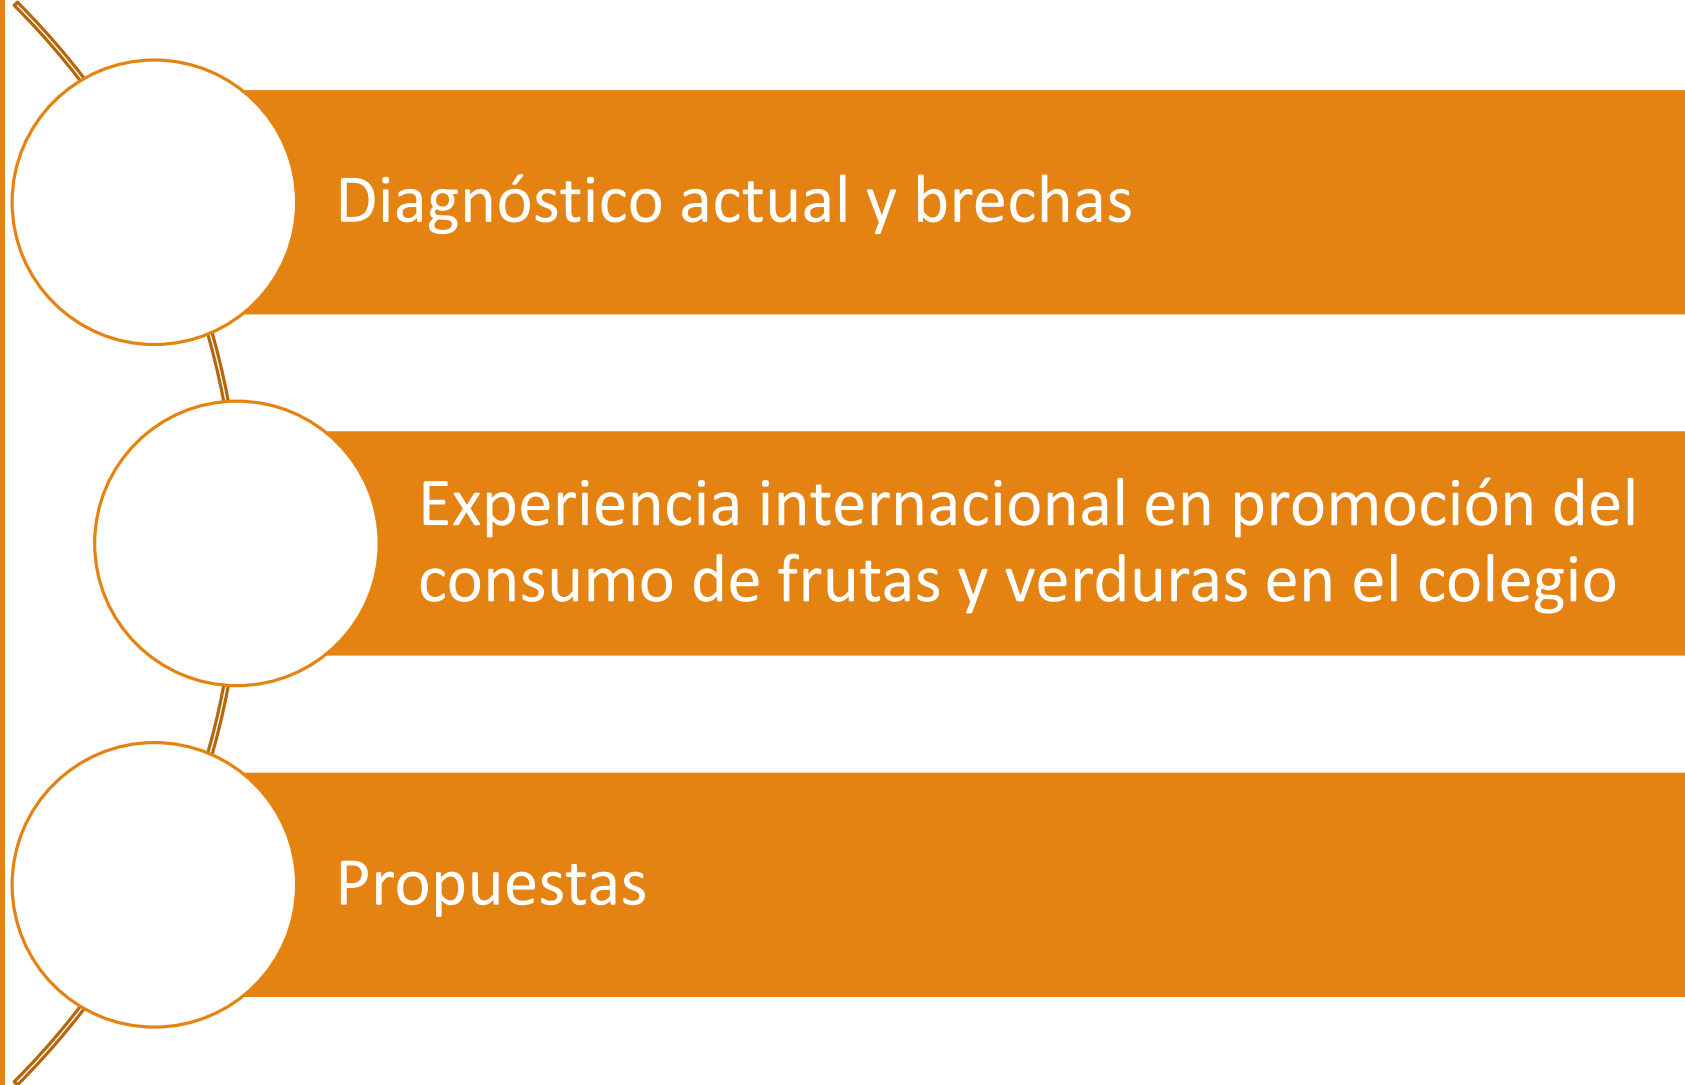 Diagnóstico actual y brechas
Experiencia internacional en promoción del
consumo de frutas y verduras en el colegio
Propuestas